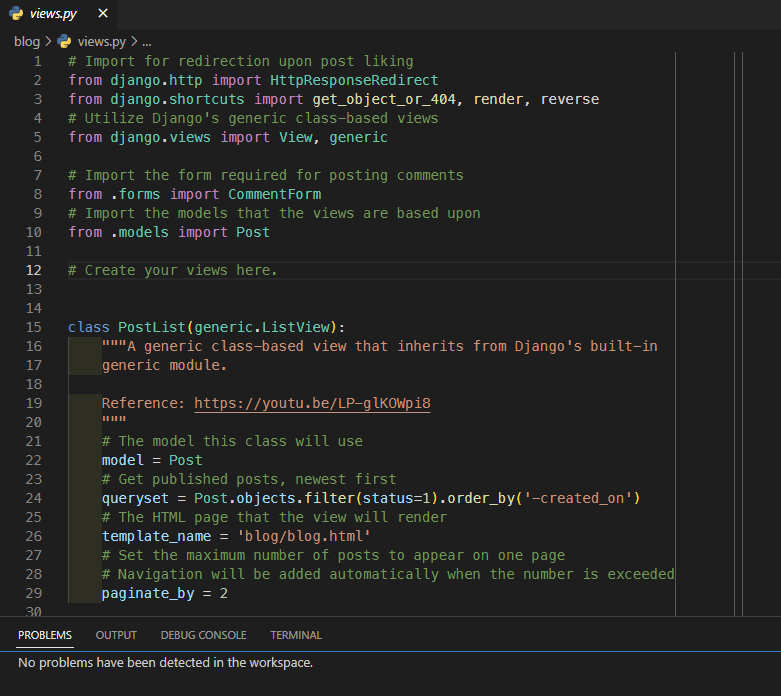 views.py ×
blog > views.py > ...
1 # Import for redirection upon post liking
2 from django.http import HttpResponseRedirect
3 from django.shortcuts import get_object_or_404, render, reverse
4 # Utilize Django's generic class-based views
5 from django.views import View, generic
6
7 # Import the form required for posting comments
8 from .forms import CommentForm
9 # Import the models that the views are based upon
10 from .models import Post
11
12 # Create your views here.
13
14
15 class PostList(generic.ListView):
16     """A generic class-based view that inherits from Django's built-in
17     generic module.
18
19     Reference: https://youtu.be/LP-glKOWpi8
20     """
21     # The model this class will use
22     model = Post
23     # Get published posts, newest first
24     queryset = Post.objects.filter(status=1).order_by('-created_on')
25     # The HTML page that the view will render
26     template_name = 'blog/blog.html'
27     # Set the maximum number of posts to appear on one page
28     # Navigation will be added automatically when the number is exceeded
29     paginate_by = 2
30
PROBLEMS OUTPUT DEBUG CONSOLE TERMINAL
No problems have been detected in the workspace.